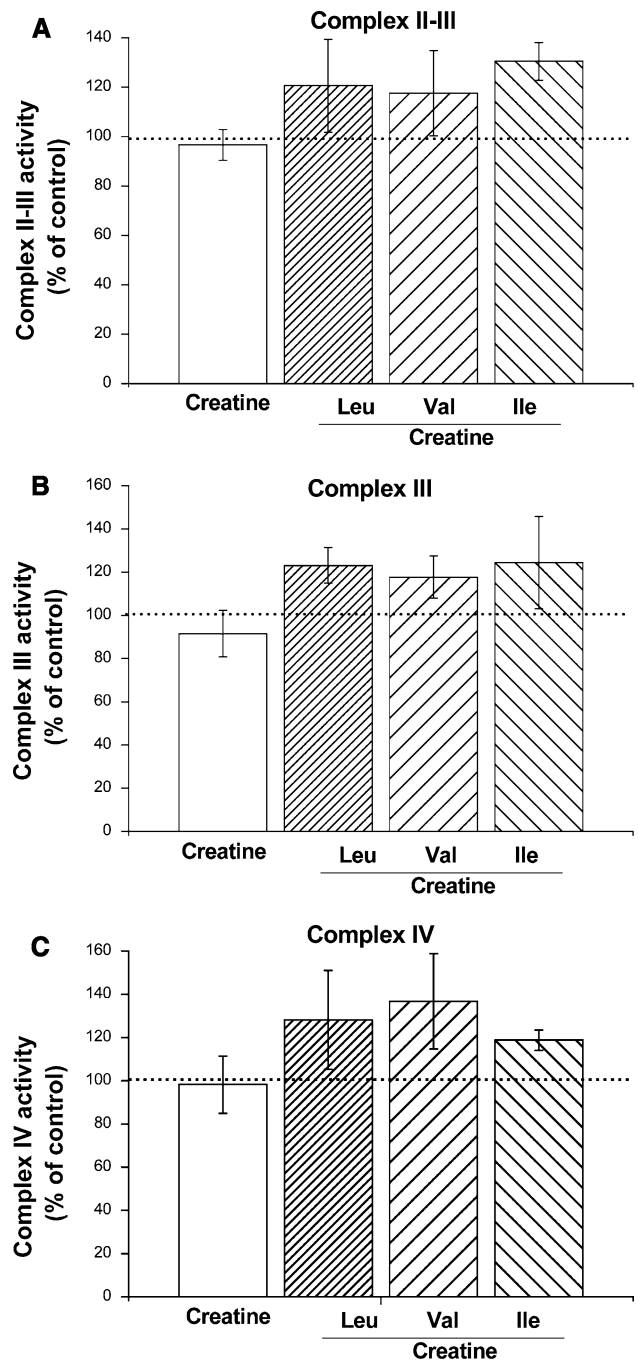 A
Complex II-III
140
120
100
80
60
40
20
0
Complex II-III activity
(% of control)
Creatine
Leu Val Ile
Creatine
B
Complex III
160
140
120
100
80
60
40
20
0
Complex III activity
(% of control)
Creatine
Leu Val Ile
Creatine
C
Complex IV
160
140
120
100
80
60
40
20
0
Complex IV activity
(% of control)
Creatine
Leu Val Ile
Creatine